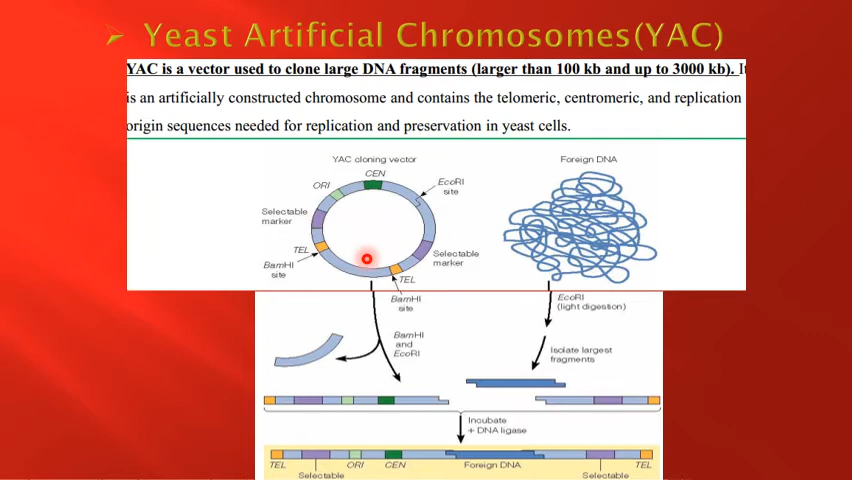 Yeast Artificial Chromosomes(YAC)
YAC is a vector used to clone large DNA fragments (larger than 100 kb and up to 3000 kb). It
is an artificially constructed chromosome and contains the telomeric, centromeric, and replication
origin sequences needed for replication and preservation in yeast cells.
YAC cloning vector
Foreign DNA
CEN
ORI
EcoRI
site
Selectable
marker
TEL
BamHI
site
Selectable
marker
TEL
BamHI
site
EcoRI
(light digestion)
BamHI
and
EcoRI
Isolate largest
fragments
Incubate
+ DNA ligase
TEL
ORI
CEN
Foreign DNA
TEL
Selectable
Selectable